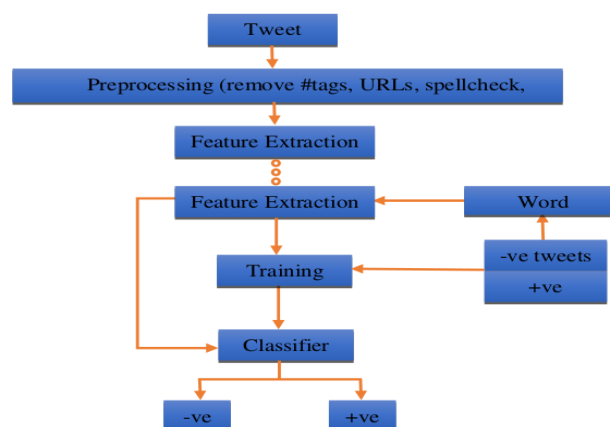 Tweet
Preprocessing (remove #tags, URLs, spellcheck,
Feature Extraction
Feature Extraction
Word
-ve tweets
+ve
Training
Classifier
-ve
+ve